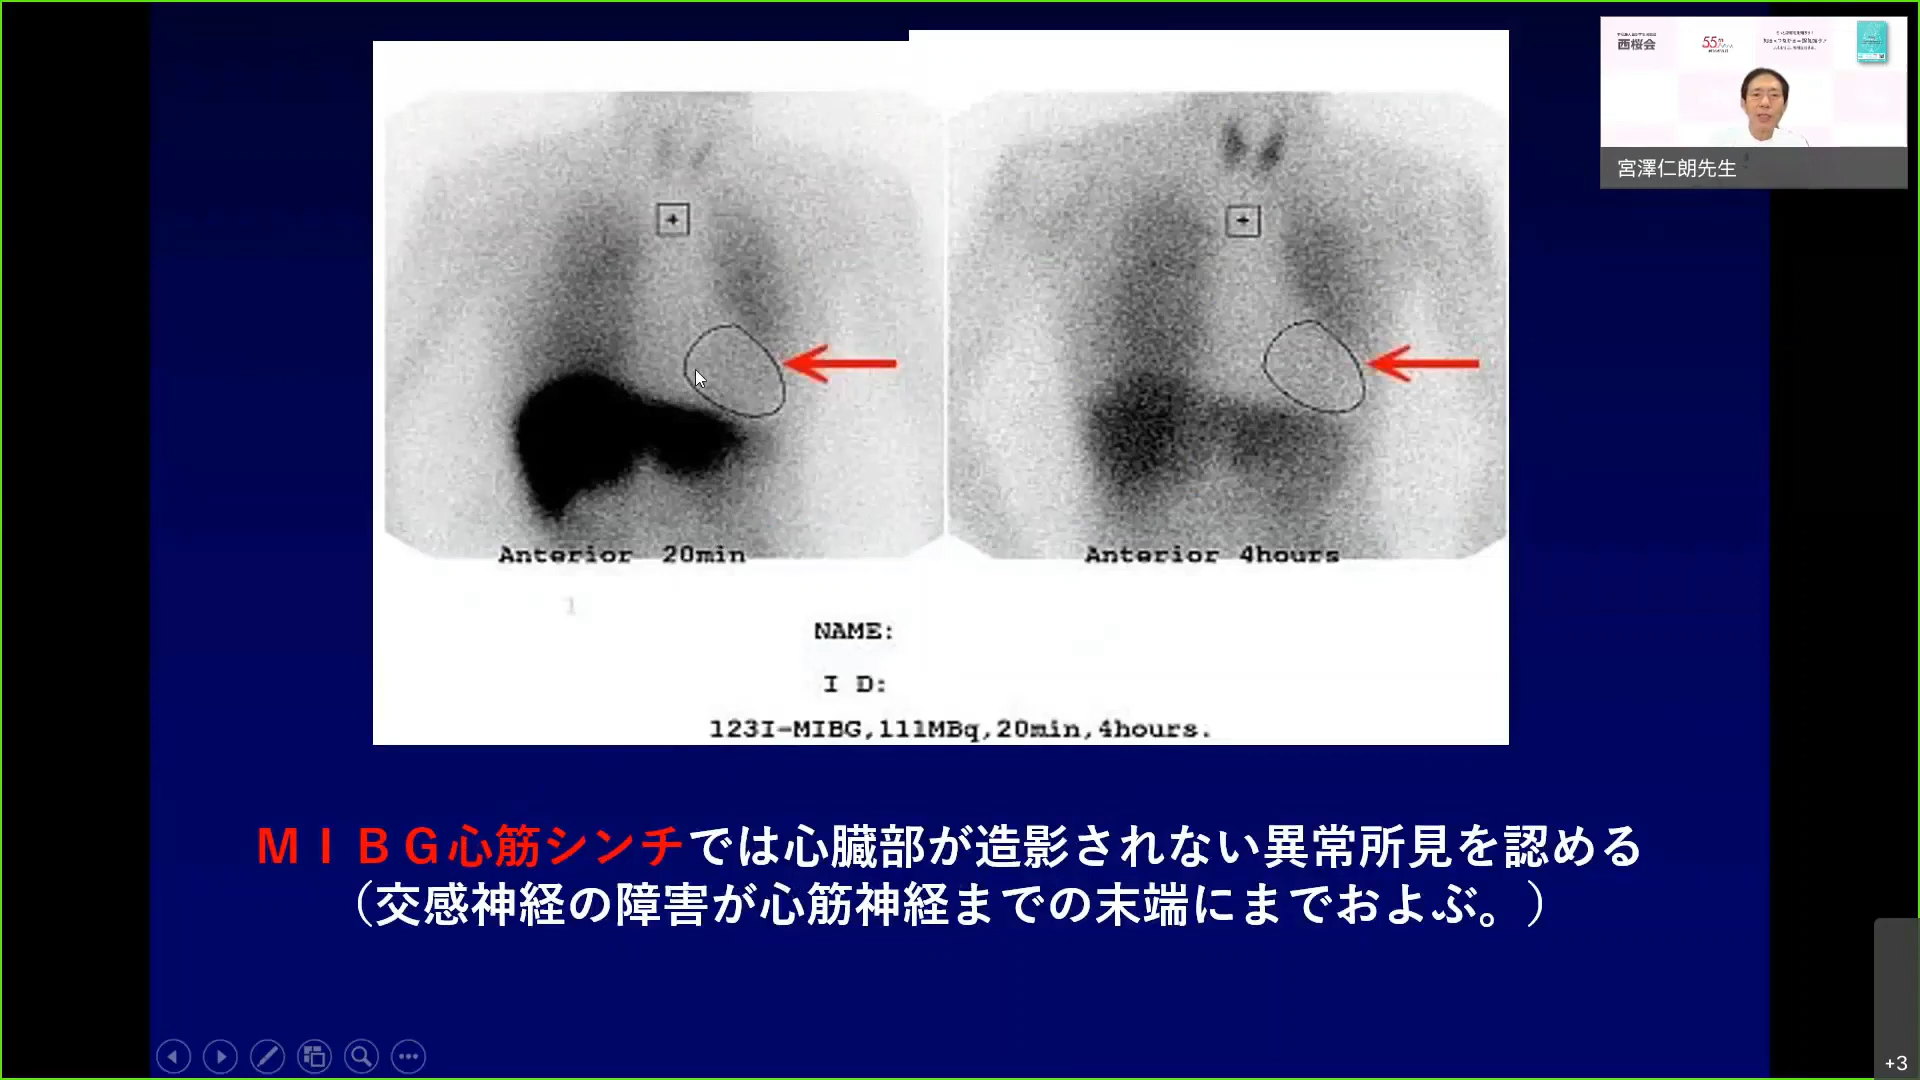 西桜会
55th
宮澤仁朗先生
Anterior 20min
Anterior 4hours
1
NAME:
I D:
123I-MIBG,111MBq,20min,4hours.
ＭＩＢＧ心筋シンチでは心臓部が造影されない異常所見を認める
（交感神経の障害が心筋神経までの末端にまでおよぶ。）
+3